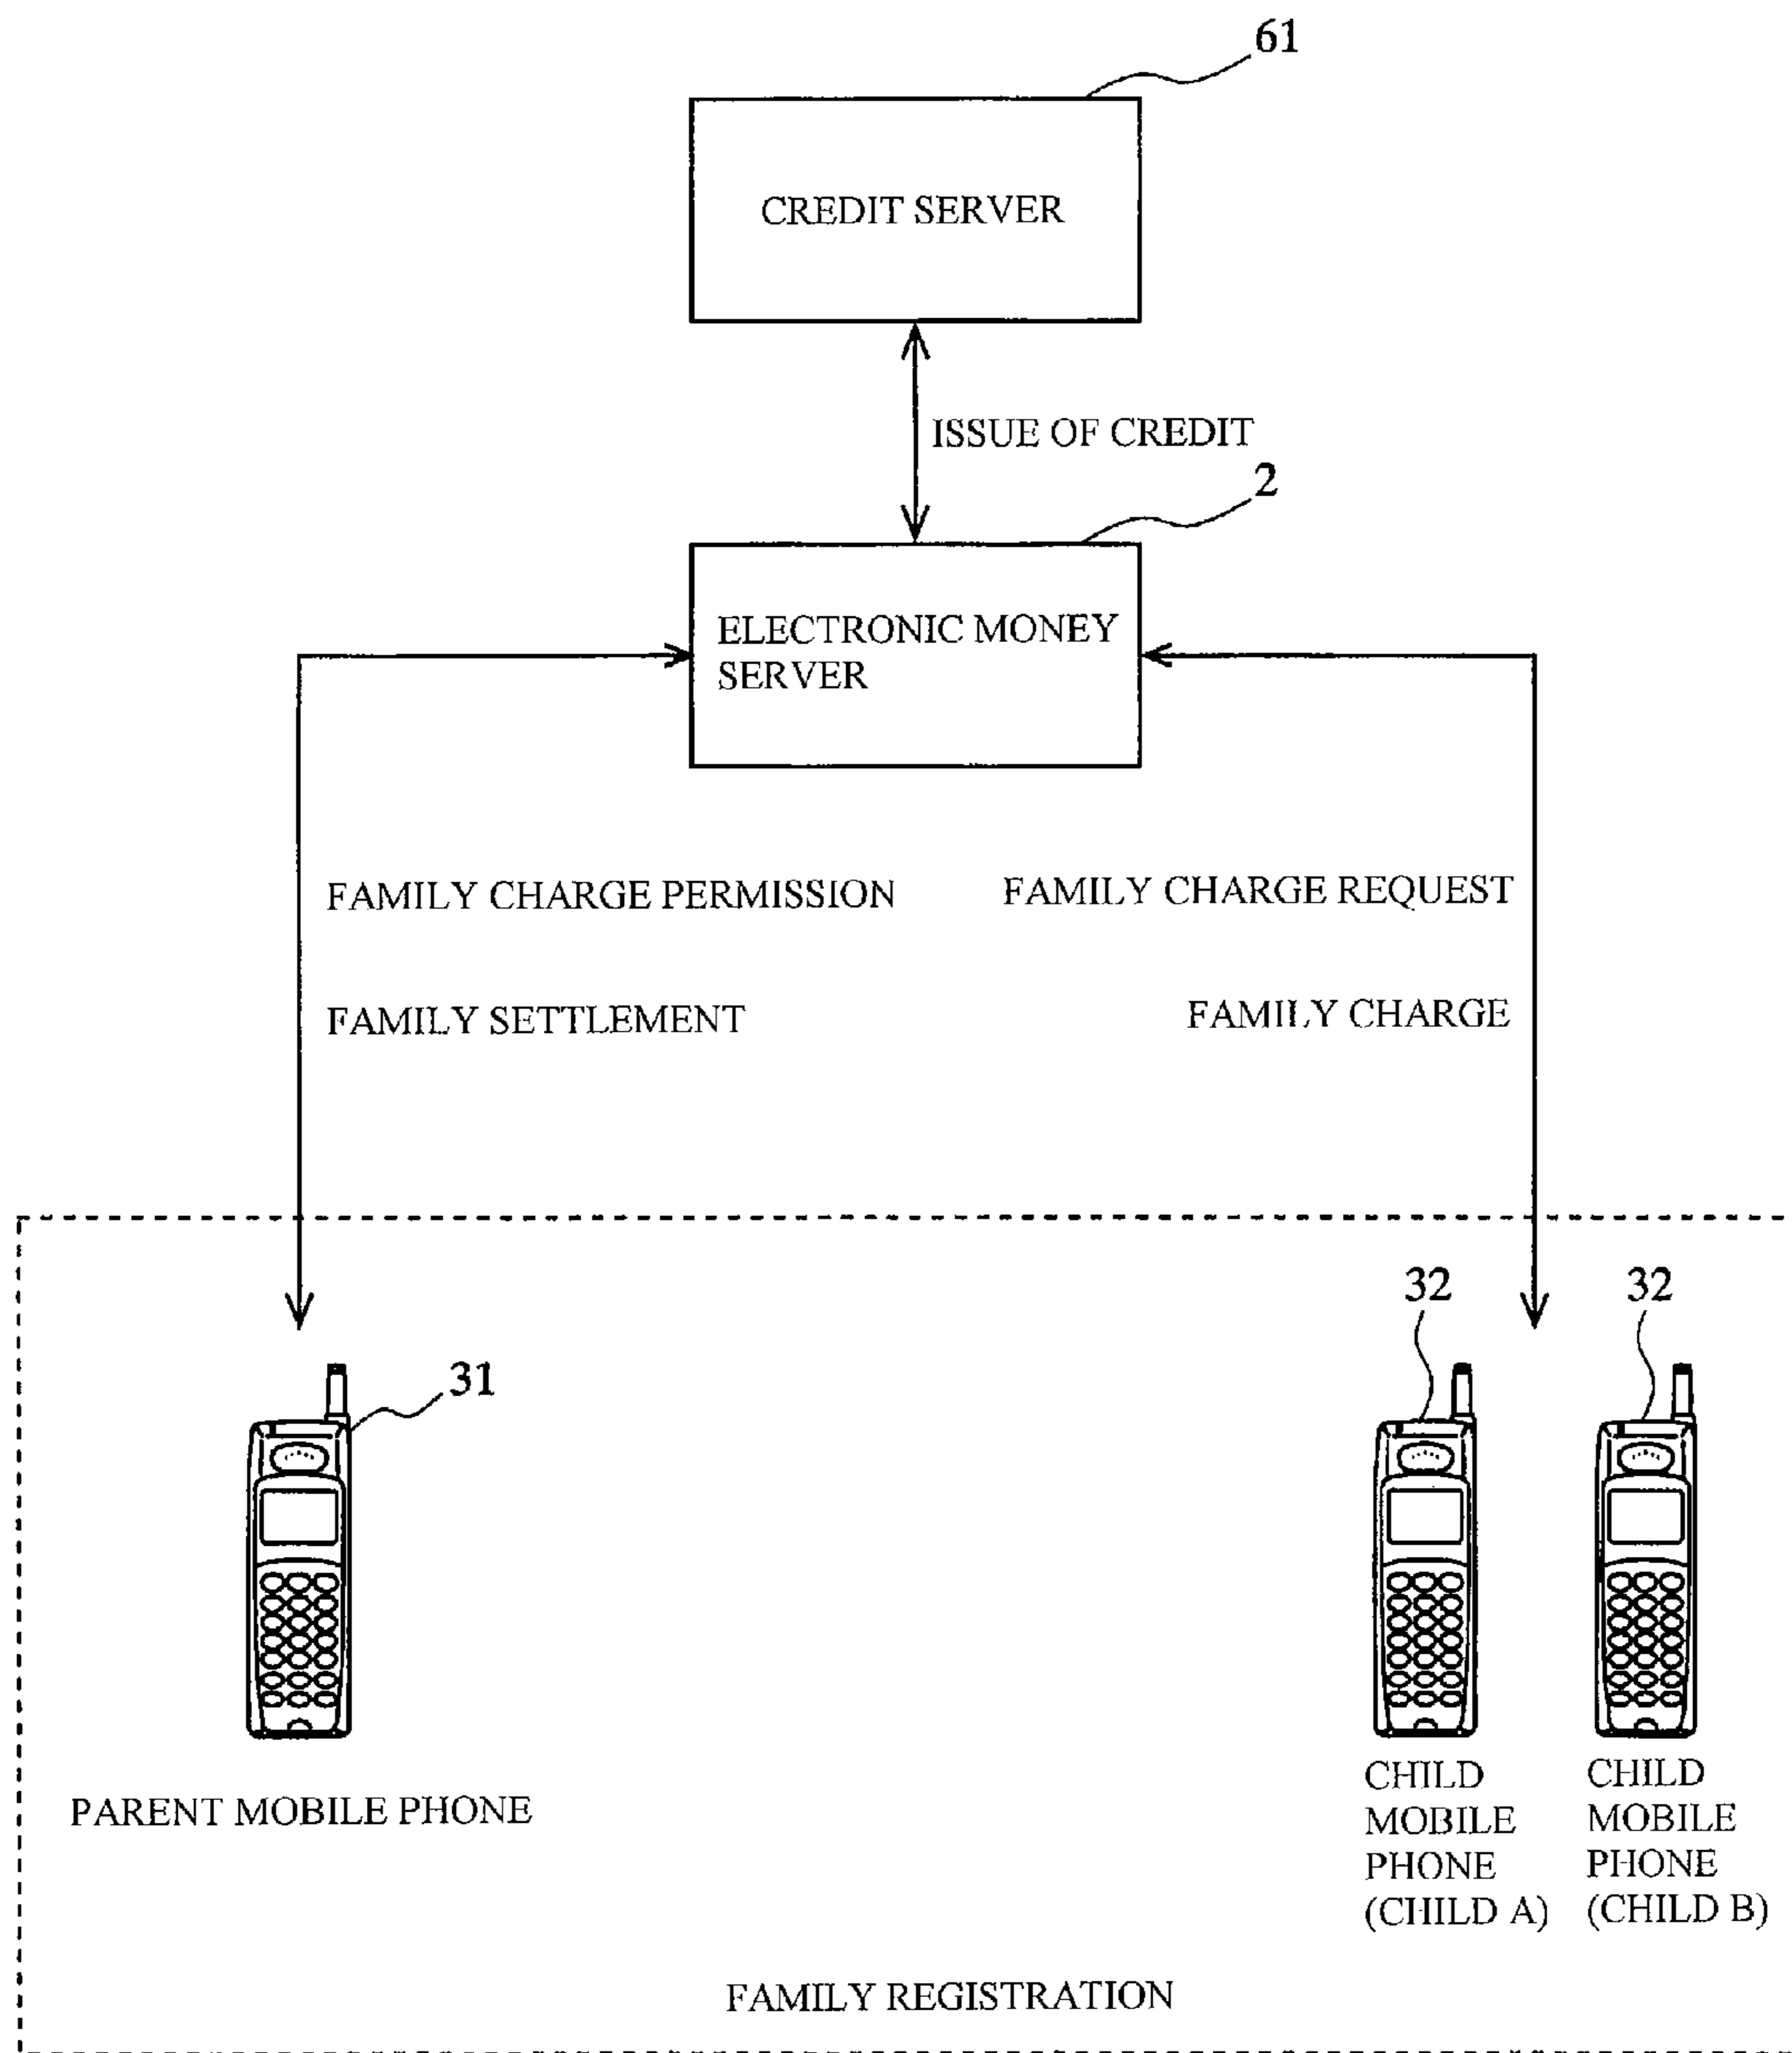 61
CREDIT SERVER
ISSUE OF CREDIT
2
ELECTRONIC MONEY
SERVER
FAMILY CHARGE PERMISSION
FAMILY CHARGE REQUEST
FAMILY SETTLEMENT
FAMILY CHARGE
32
32
31
PARENT MOBILE PHONE
CHILD
MOBILE
PHONE
(CHILD A)
CHILD
MOBILE
PHONE
(CHILD B)
FAMILY REGISTRATION